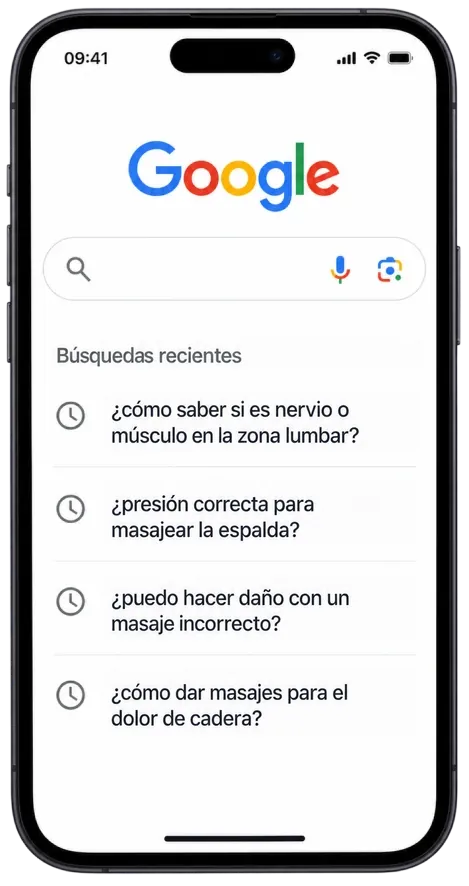 09:41
Google
Búsquedas recientes
¿cómo saber si es nervio o
músculo en la zona lumbar?
¿presión correcta para
masajear la espalda?
¿puedo hacer daño con un
masaje incorrecto?
¿cómo dar masajes para el
dolor de cadera?